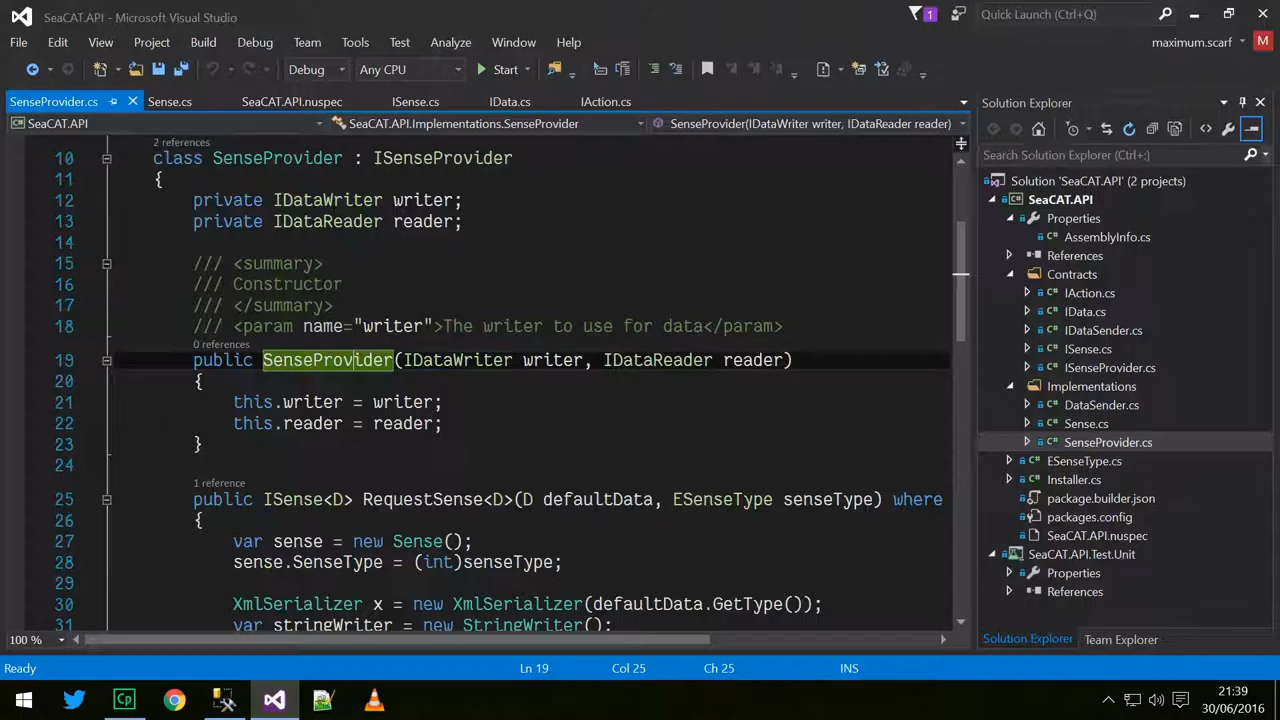 SeaCAT.API - Microsoft Visual Studio
1
Quick Launch (Ctrl+Q)
File Edit View Project Build Debug Team Tools Test Analyze Window Help
maximum.scarf
M
Debug
Any CPU
Start
SenseProvider.cs
Sense.cs
SeaCAT.API.nuspec
ISense.cs
IData.cs
IAction.cs
SeaCAT.API
SeaCAT.API.Implementations.SenseProvider
SenseProvider(IDataWriter writer, IDataReader reader)
2 references
10 class SenseProvider : ISenseProvider
11 {
12 private IDataWriter writer;
13 private IDataReader reader;
14
15 /// <summary>
16 /// Constructor
17 /// </summary>
18 /// <param name="writer">The writer to use for data</param>
0 references
19 public SenseProvider(IDataWriter writer, IDataReader reader)
20 {
21 this.writer = writer;
22 this.reader = reader;
23 }
24
1 reference
25 public ISense<D> RequestSense<D>(D defaultData, ESenseType senseType) where
26 {
27 var sense = new Sense();
28 sense.SenseType = (int)senseType;
29
30 XmlSerializer x = new XmlSerializer(defaultData.GetType());
31 var stringWriter = new StringWriter();
100 %
Solution Explorer
Search Solution Explorer (Ctrl+;)
Solution 'SeaCAT.API' (2 projects)
SeaCAT.API
Properties
AssemblyInfo.cs
References
Contracts
IAction.cs
IData.cs
IDataSender.cs
ISense.cs
ISenseProvider.cs
Implementations
DataSender.cs
Sense.cs
SenseProvider.cs
ESenseType.cs
Installer.cs
package.builder.json
packages.config
SeaCAT.API.nuspec
SeaCAT.API.Test.Unit
Properties
References
Solution Explorer
Team Explorer
Ready
Ln 19
Col 25
Ch 25
INS
Cp
21:39
30/06/2016